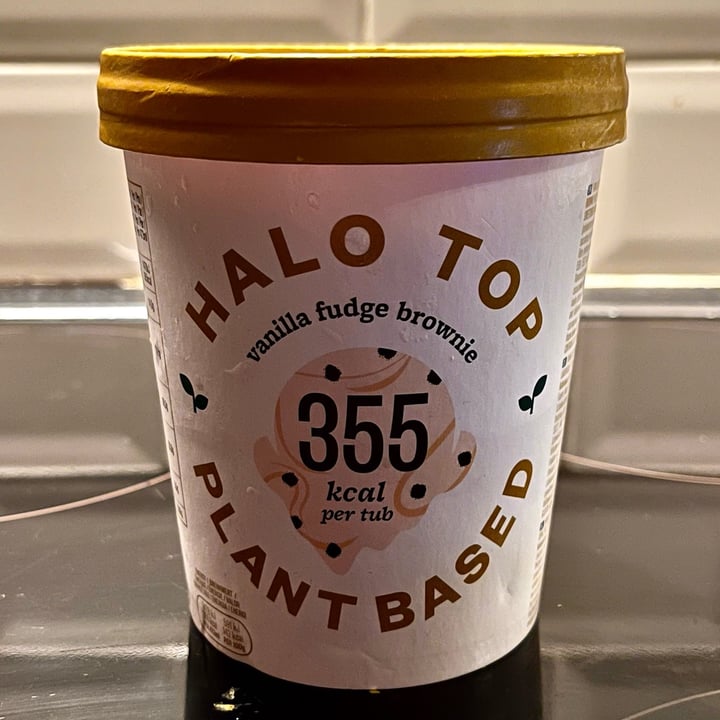 HALO TOP
vanilla fudge brownie
355
kcal
per tub
PLANT BASED